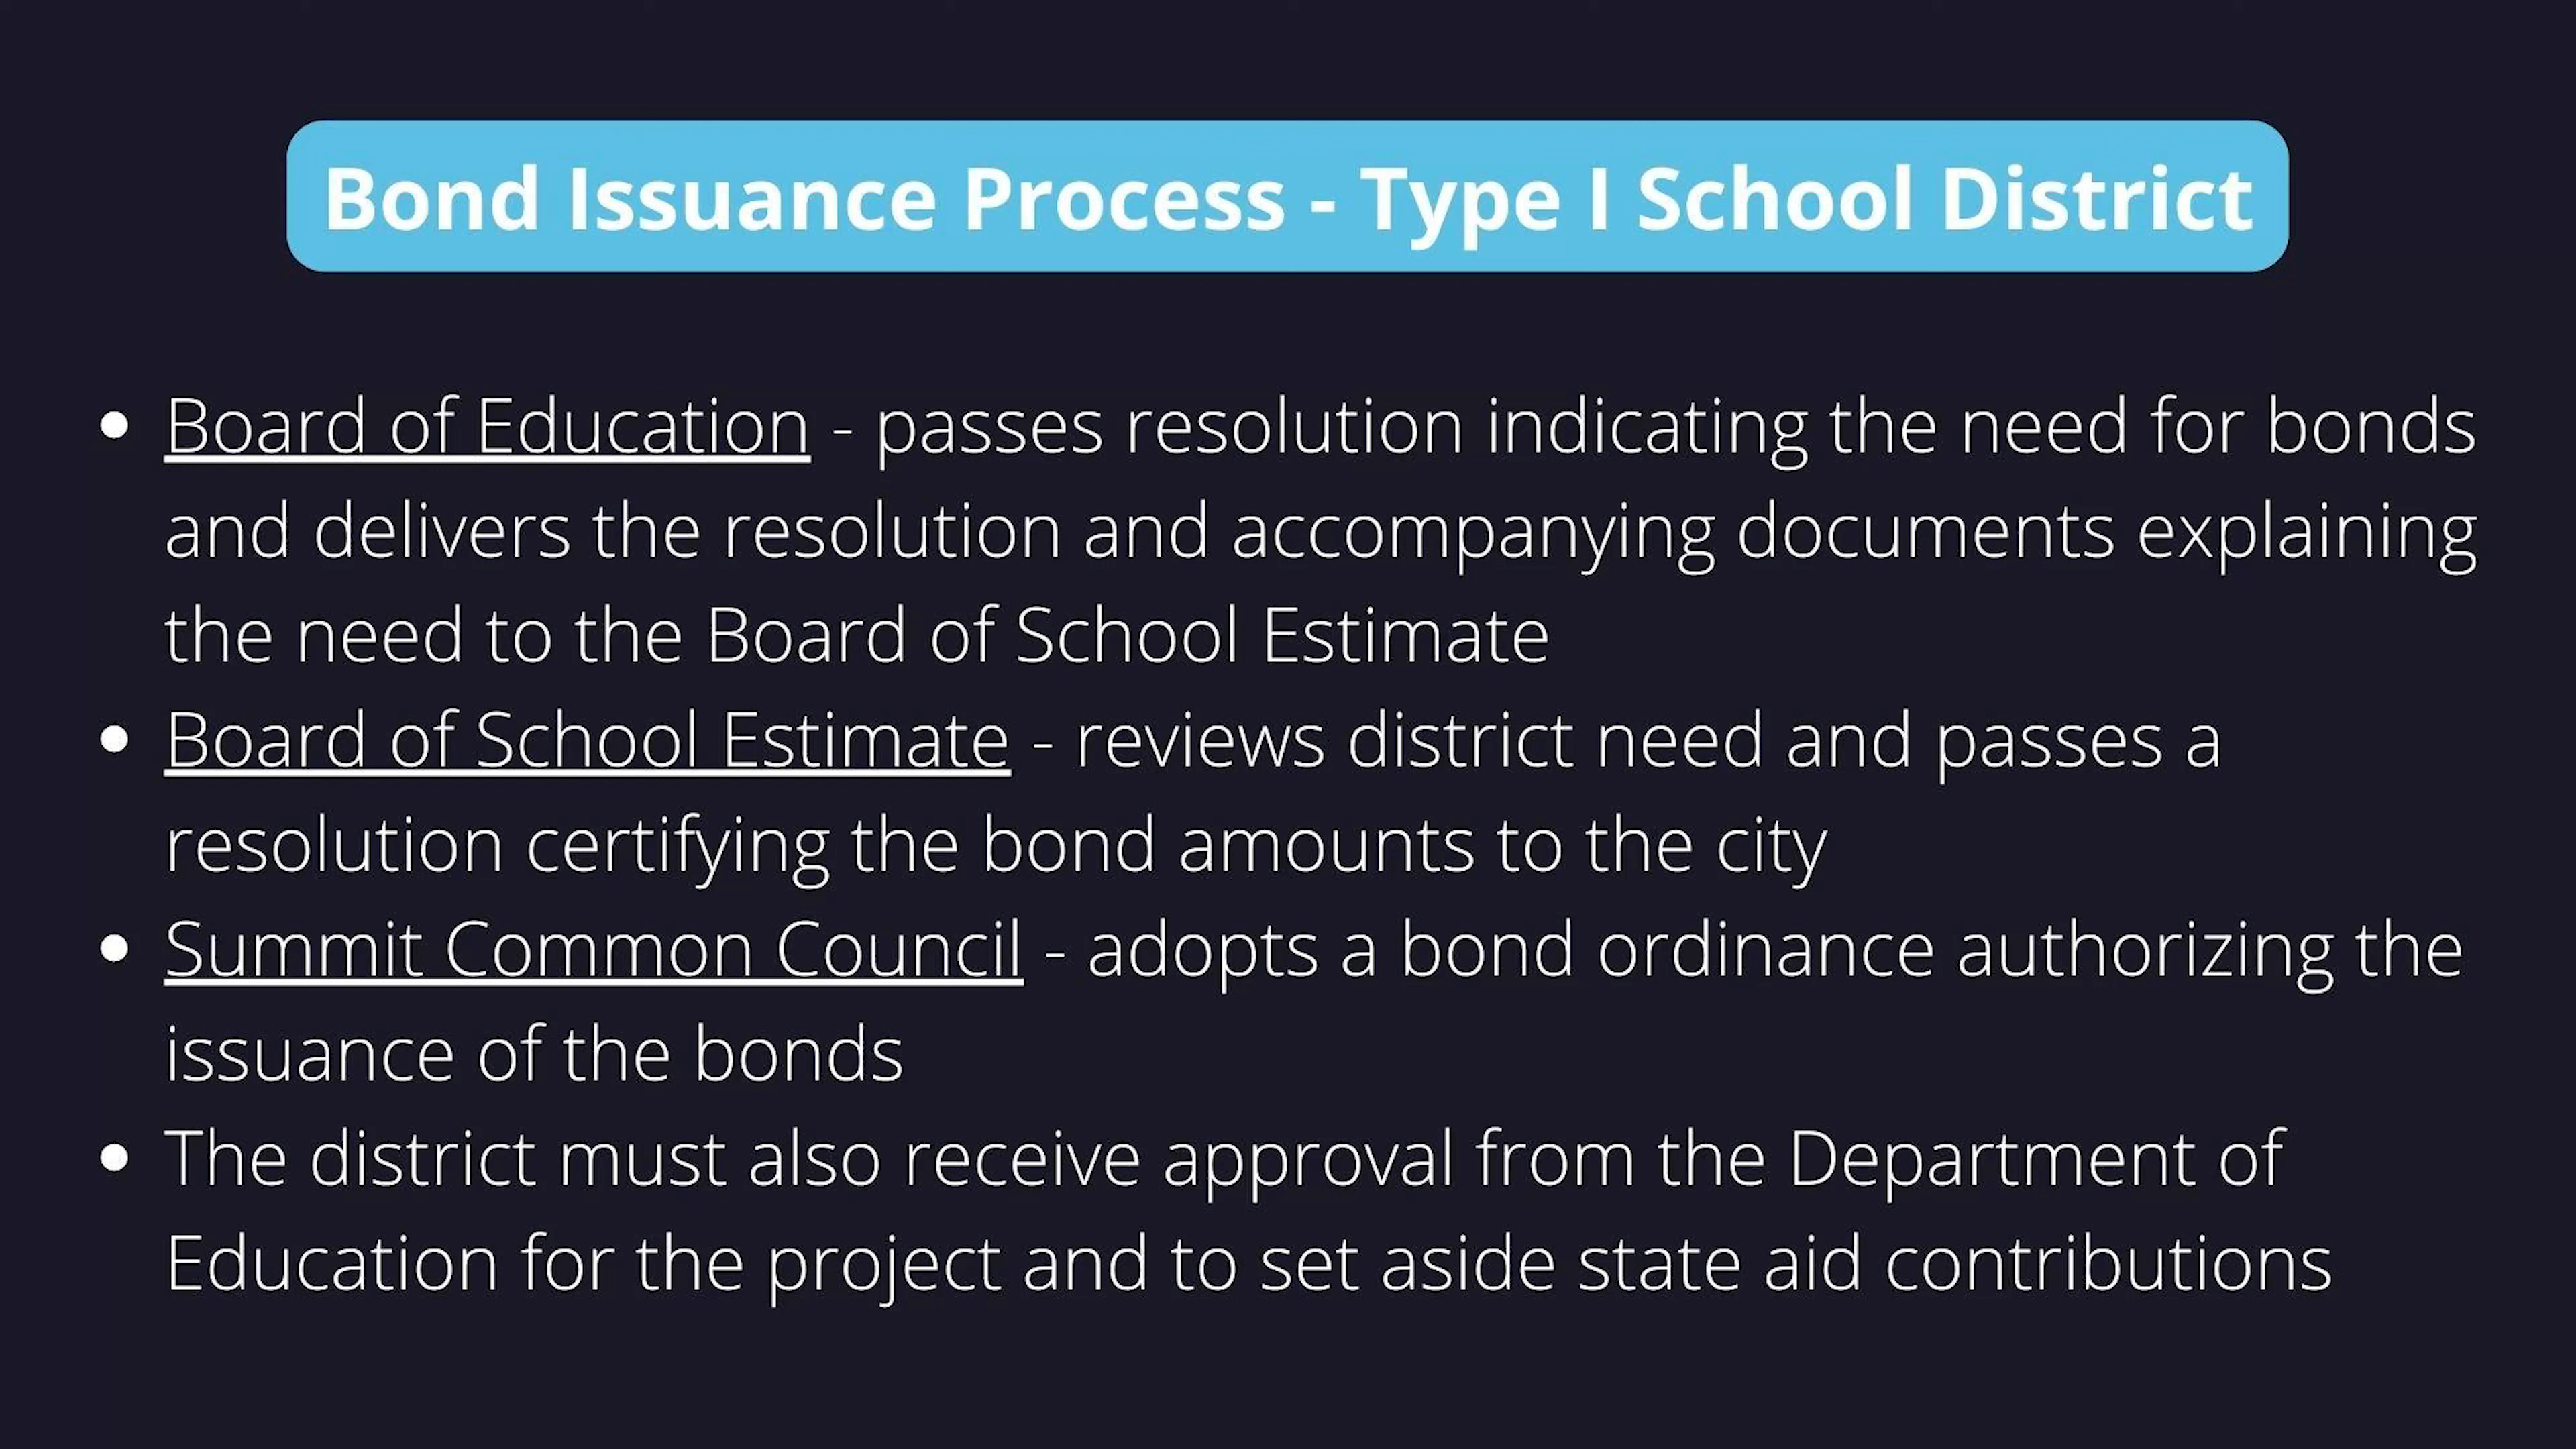 Bond Issuance Process - Type I School District
• Board of Education - passes resolution indicating the need for bonds
and delivers the resolution and accompanying documents explaining
the need to the Board of School Estimate
• Board of School Estimate - reviews district need and passes a
resolution certifying the bond amounts to the city
• Summit Common Council - adopts a bond ordinance authorizing the
issuance of the bonds
• The district must also receive approval from the Department of
Education for the project and to set aside state aid contributions